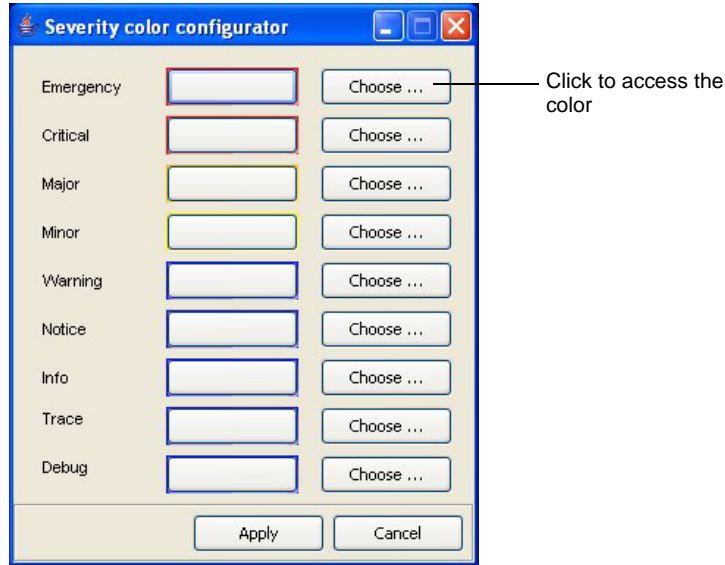 Severity color configurator
Emergency Choose ...
Click to access the
color
Critical Choose ...
Major Choose ...
Minor Choose ...
Warning Choose ...
Notice Choose ...
Info Choose ...
Trace Choose ...
Debug Choose ...
Apply Cancel